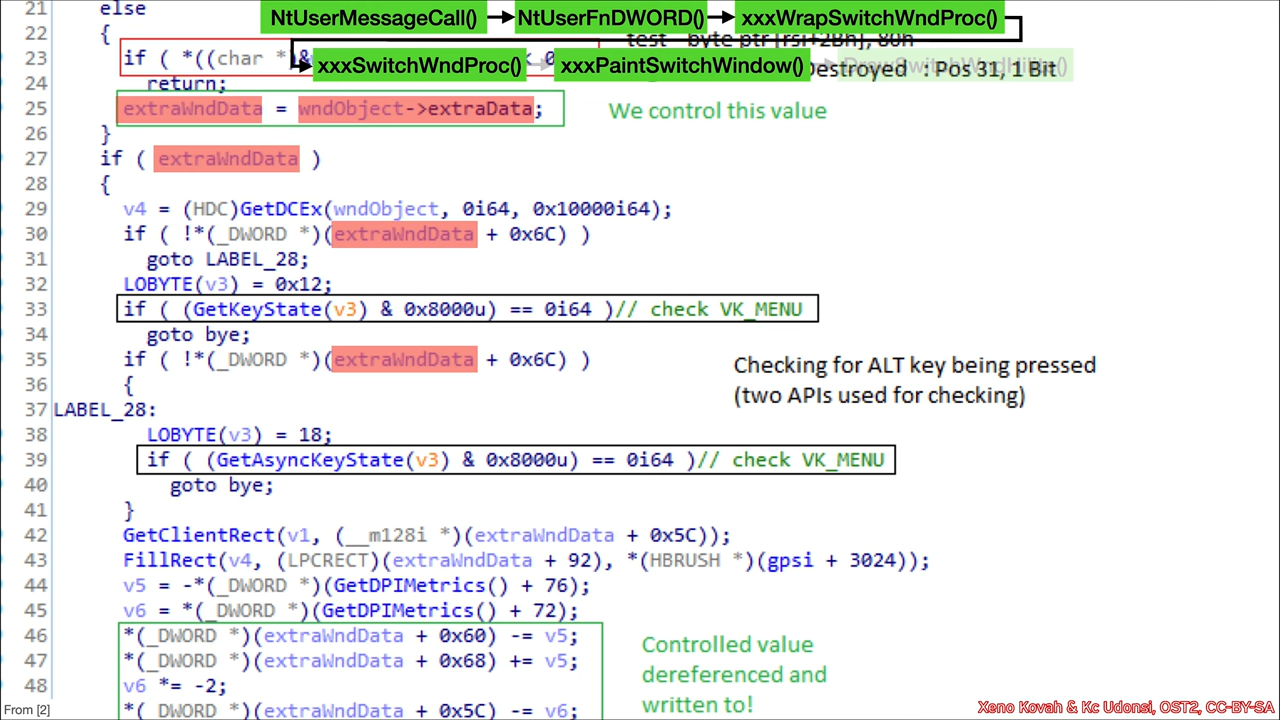 NtUserMessageCall() NtUserFnDWORD() xxxWrapSwitchWndProc()
xxxSwitchWndProc() xxxPaintSwitchWindow() DrawSwitchWndHilite()
21 else
22 {
test byte ptr [rsi+2Bh], 80h
23 if ( *((char *)&
Destroyed : Pos 31, 1 Bit
24 return;
25 extraWndData = wndObject->extraData;
We control this value
26 }
27 if ( extraWndData )
28 {
29 v4 = (HDC)GetDCEx(wndObject, 0i64, 0x10000i64);
30 if ( !*(_DWORD *)(extraWndData + 0x6C) )
31 goto LABEL_28;
32 LOBYTE(v3) = 0x12;
33 if ( (GetKeyState(v3) & 0x8000u) == 0i64 )// check VK_MENU
34 goto bye;
35 if ( !*(_DWORD *)(extraWndData + 0x6C) )
Checking for ALT key being pressed
(two APIs used for checking)
36 {
37 LABEL_28:
38 LOBYTE(v3) = 18;
39 if ( (GetAsyncKeyState(v3) & 0x8000u) == 0i64 )// check VK_MENU
40 goto bye;
41 }
42 GetClientRect(v1, (__m128i *)(extraWndData + 0x5C));
43 FillRect(v4, (LPCRECT)(extraWndData + 92), *(HBRUSH *)(gpsi + 3024));
44 v5 = -*(_DWORD *)(GetDPIMetrics() + 76);
45 v6 = *(_DWORD *)(GetDPIMetrics() + 72);
46 *(_DWORD *)(extraWndData + 0x60) -= v5;
47 *(_DWORD *)(extraWndData + 0x68) += v5;
48 v6 *= -2;
*(_DWORD *)(extraWndData + 0x5C) -= v6;
Controlled value
dereferenced and
written to!
From [2]
Xeno Kovah & Kc Udonsi, OST2, CC-BY-SA